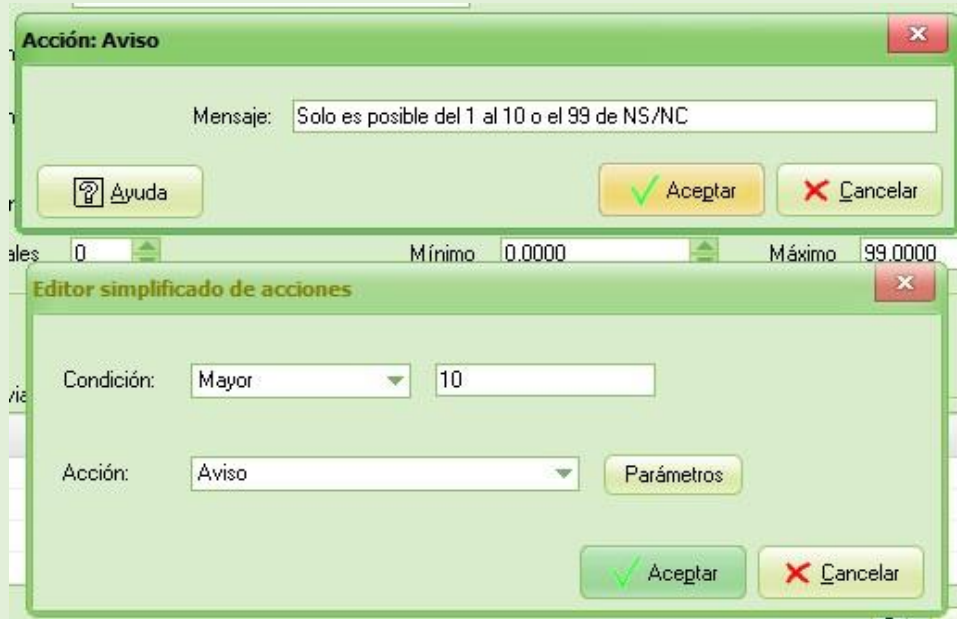 Acción: Aviso
Mensaje: Solo es posible del 1 al 10 o el 99 de NS/NC
Ayuda Aceptar Cancelar
ales 0 Mínimo 0.0000 Máximo 99.0000
Editor simplificado de acciones
Condición: Mayor 10
via
Acción: Aviso Parámetros
Aceptar Cancelar